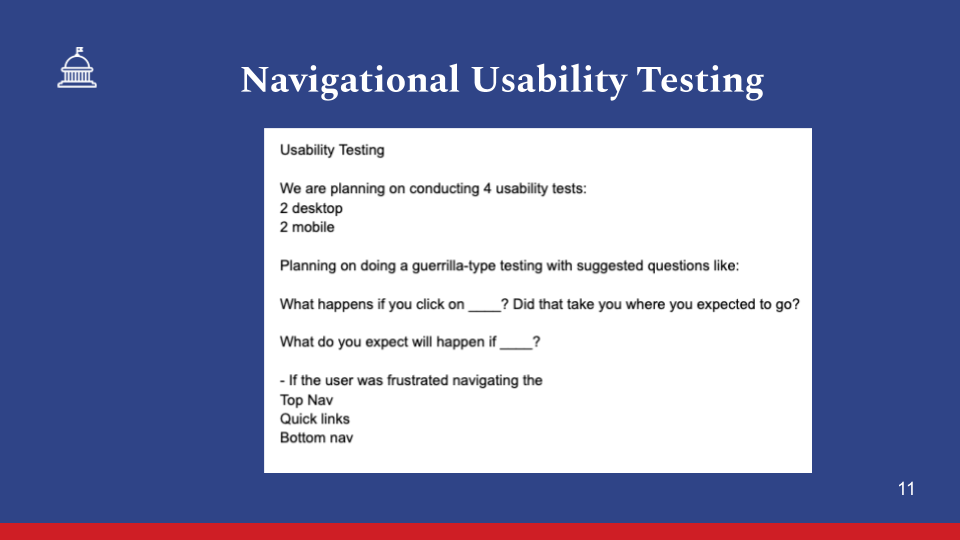 Navigational Usability Testing
Usability Testing
We are planning on conducting 4 usability tests:
2 desktop
2 mobile
Planning on doing a guerrilla-type testing with suggested questions like:
What happens if you click on ____? Did that take you where you expected to go?
What do you expect will happen if ____?
- If the user was frustrated navigating the
Top Nav
Quick links
Bottom nav
11